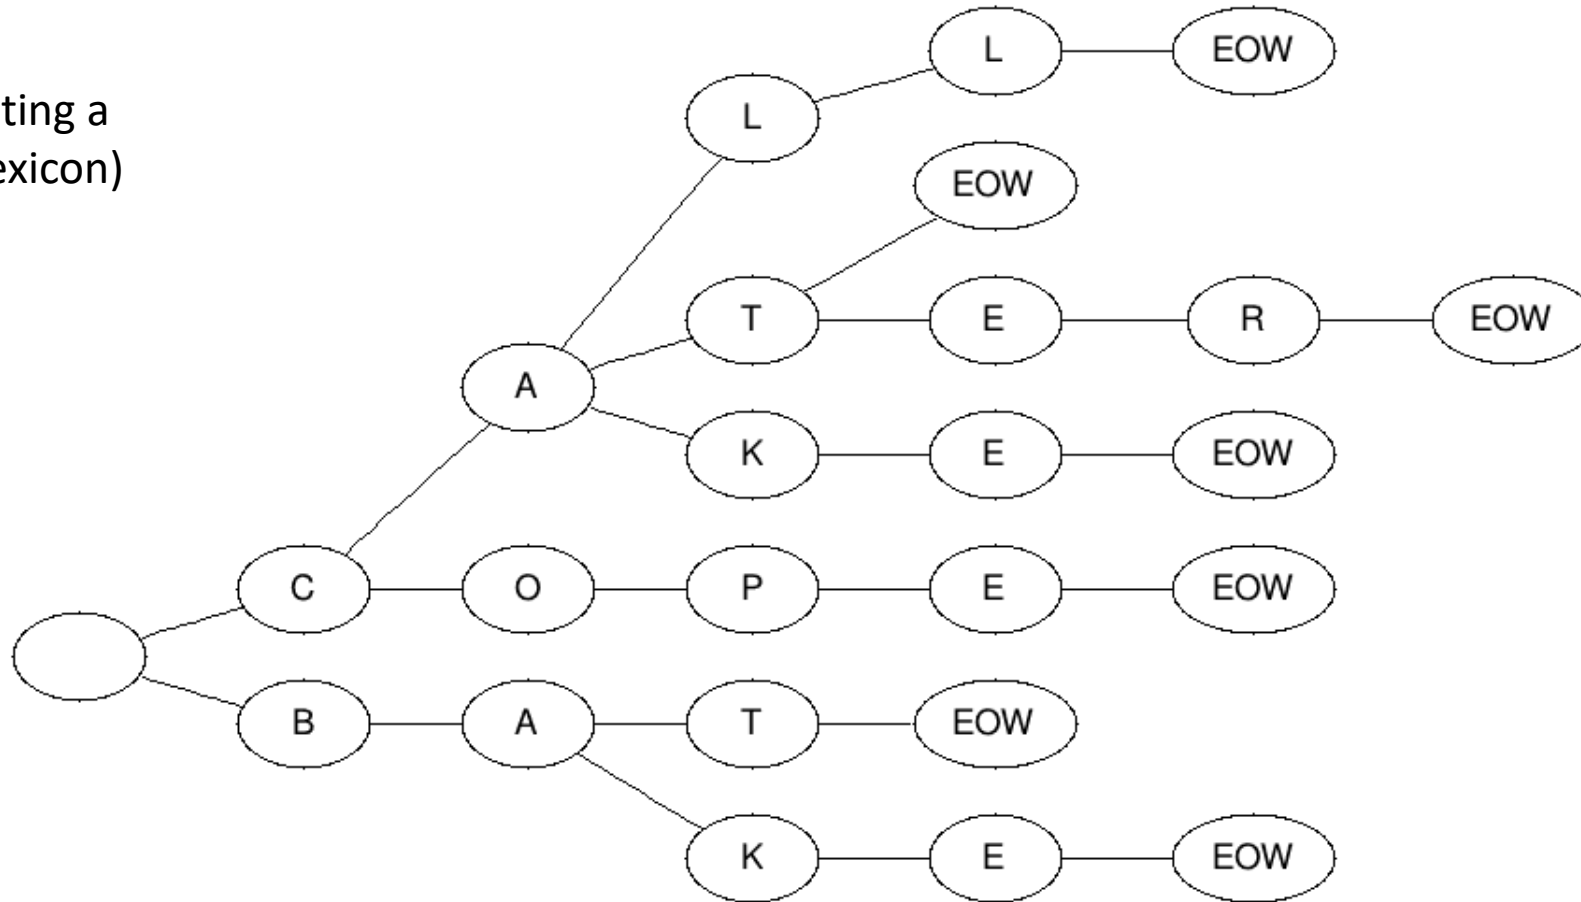 ting a
exicon)
L EOW
L
EOW
T E R EOW
A
K E EOW
C O P E EOW
B A T EOW
K E EOW